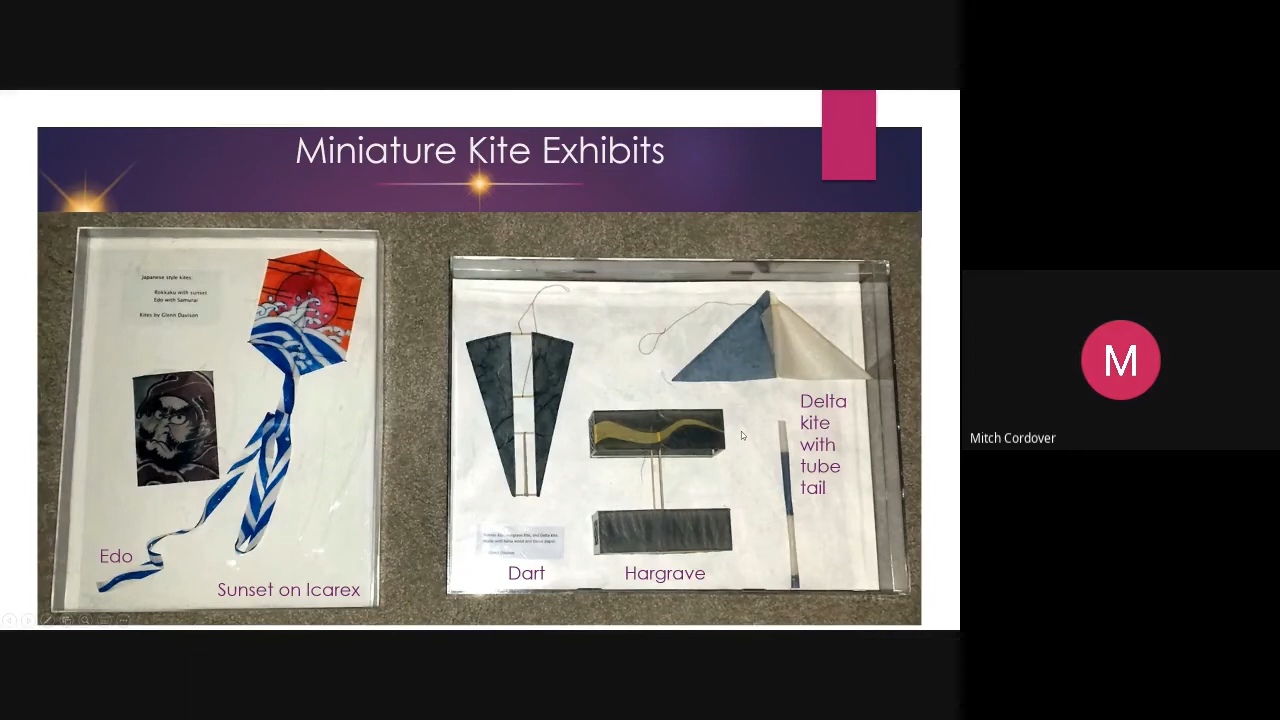 Miniature Kite Exhibits
Japanese style kites:
Rokkaku with sunset
Edo with Samurai
Kites by Glenn Davison
Edo
Sunset on Icarex
Delta
kite
with
tube
tail
Dart
Hargrave
M
Mitch Cordover